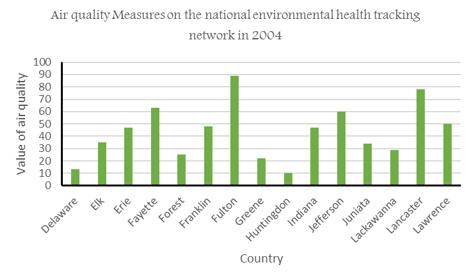 Air quality Measures on the national environmental health tracking
network in 2004
Value of air quality
100
90
80
70
60
50
40
30
20
10
0
Delaware
Elk
Erie
Fayette
Forest
Franklin
Fulton
Greene
Huntingdon
Indiana
Jefferson
Juniata
Lackawanna
Lancaster
Lawrence
Country